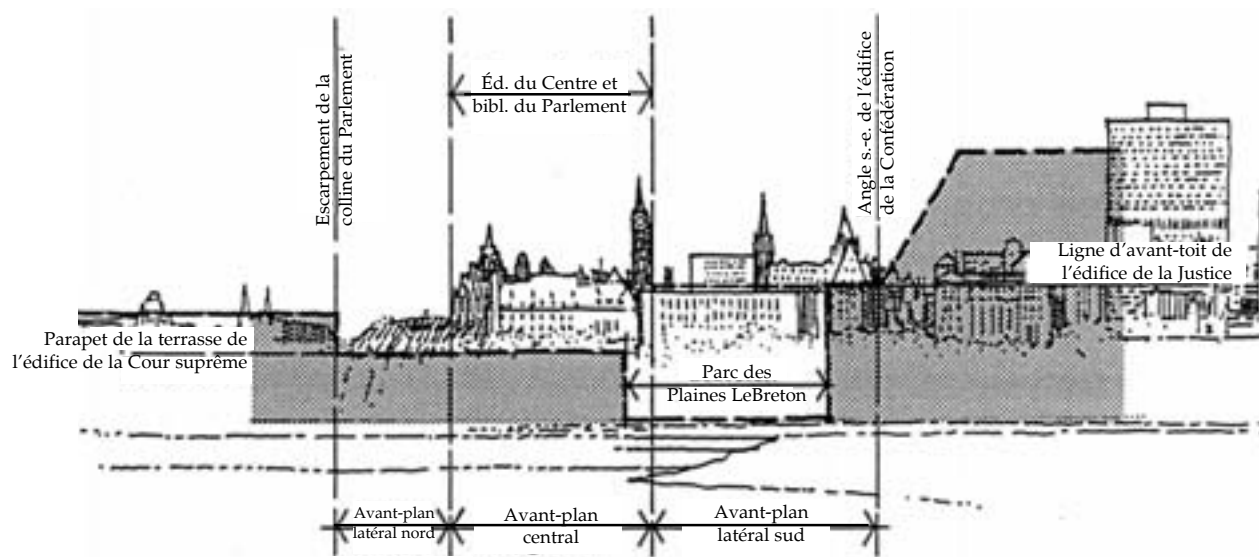 Éd. du Centre et
bibl. du Parlement
Escarpement de la
colline du Parlement
Angle s.-e. de l'édifice
de la Confédération
Ligne d'avant-toit de
l'édifice de la Justice
Parapet de la terrasse de
l'édifice de la Cour suprême
Parc des
Plaines LeBreton
Avant-plan
latéral nord
Avant-plan
central
Avant-plan
latéral sud